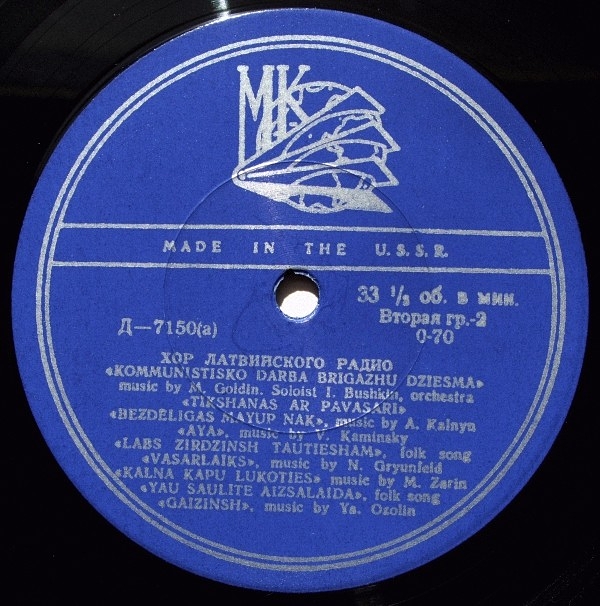 МК
MADE IN THE U.S.S.R.
33 ⅓ об. в мин.
Д—7150(а)
Вторая гр.-2
0-70
ХОР ЛАТВИЙСКОГО РАДИО
«KOMMUNISTISKO DARBA BRIGAZHU DZIESMA»
music by M. Goldin. Soloist I. Bushkin, orchestra
«TIKSHANAS AR PAVASARI»
«BEZDELIGAS MAYUP NAK», music by A. Kalnyn
«AYA», music by V. Kaminsky
«LABS ZIRDZINSH TAUTIESHAM», folk song
«VASARLAIKS», music by N. Gryunfeld
«KALNA KAPU LUKOTIES» music by M. Zarin
«YAU SAULITE AIZSALAIDA», folk song
«GAIZINSH», music by Ya. Ozolin